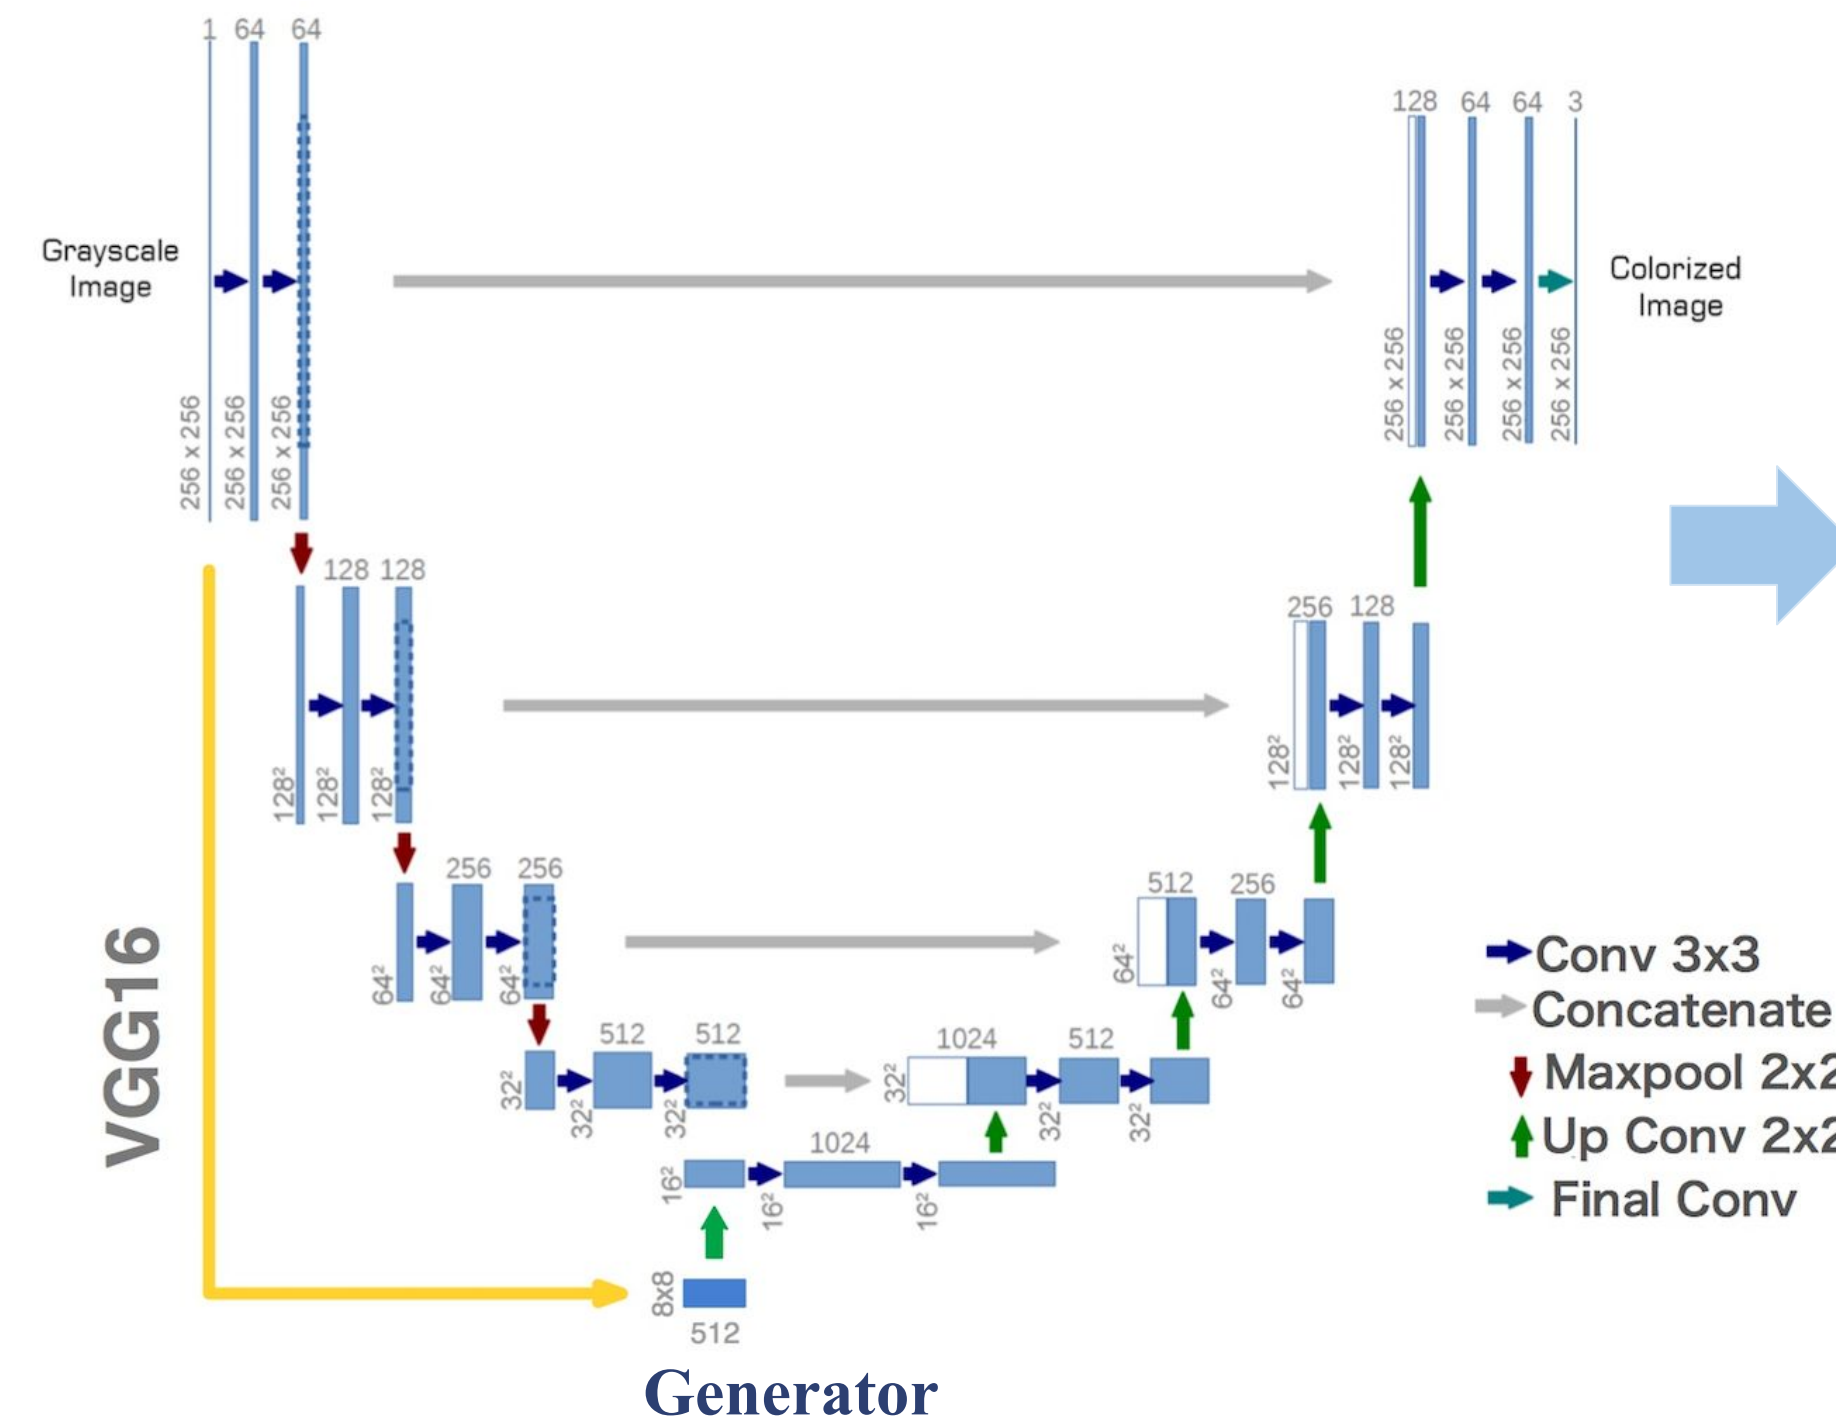 1 64 64
128 64 64 3
Grayscale
Image
Colorized
Image
256 x 256
256 x 256
256 x 256
256 x 256
256 x 256
256 x 256
256 x 256
128 128
256 128
128²
128²
128²
128²
128²
128²
256 256
512 256
64²
64²
64²
64²
64²
64²
VGG16
512 512
1024 512
32²
32²
32²
32²
32²
32²
1024
16²
16²
16²
8x8
512
Conv 3x3
Concatenate
Maxpool 2x2
Up Conv 2x2
Final Conv
Generator